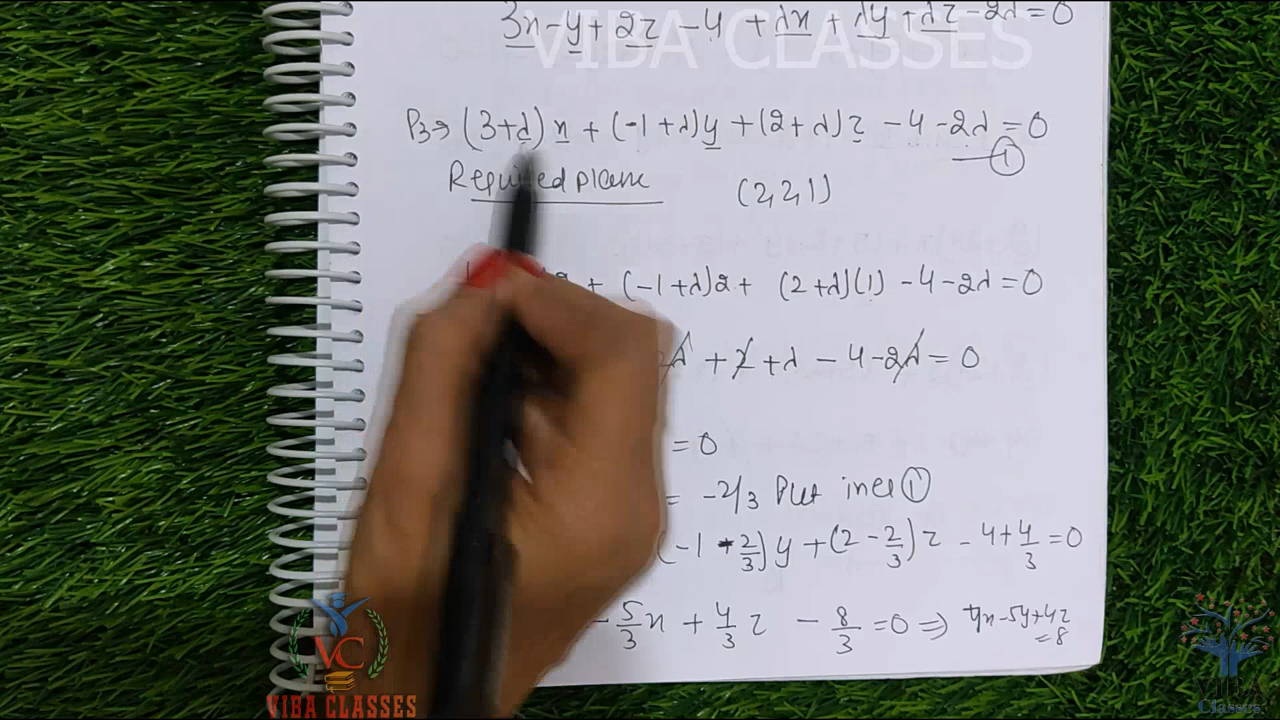 3x - y + 2z - 4 + λx + λy + λz - 2λ = 0
VIBA CLASSES
P3→ (3+λ)x + (-1+λ)y + (2+λ)z - 4 - 2λ = 0
①
Required plane (2,2,1)
+ (-1+λ)2 + (2+λ)(1) - 4 - 2λ = 0
+ 2 + λ - 4 - 2λ = 0
= 0
= -2/3 Put in eq ①
(-1 - 2/3)y + (2 - 2/3)z - 4 + 4/3 = 0
- 5/3 x + 4/3 z - 8/3 = 0 ⇒ 7x - 5y + 4z = 8
VC
VIBA CLASSES
VIBA
Classes